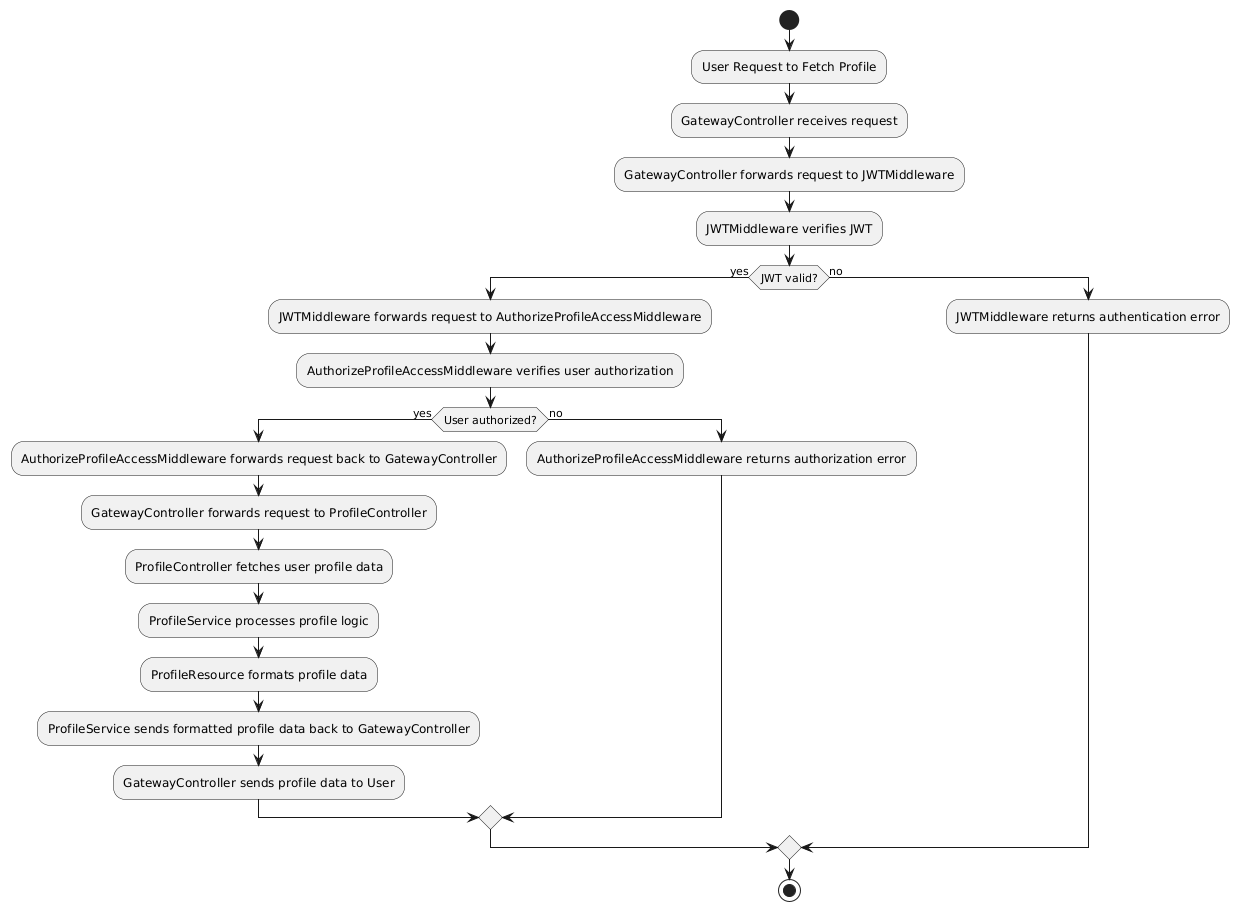 User Request to Fetch Profile
GatewayController receives request
GatewayController forwards request to JWTMiddleware
JWTMiddleware verifies JWT
yes
JWT valid?
no
JWTMiddleware forwards request to AuthorizeProfileAccessMiddleware
JWTMiddleware returns authentication error
AuthorizeProfileAccessMiddleware verifies user authorization
yes
User authorized?
no
AuthorizeProfileAccessMiddleware forwards request back to GatewayController
AuthorizeProfileAccessMiddleware returns authorization error
GatewayController forwards request to ProfileController
ProfileController fetches user profile data
ProfileService processes profile logic
ProfileResource formats profile data
ProfileService sends formatted profile data back to GatewayController
GatewayController sends profile data to User